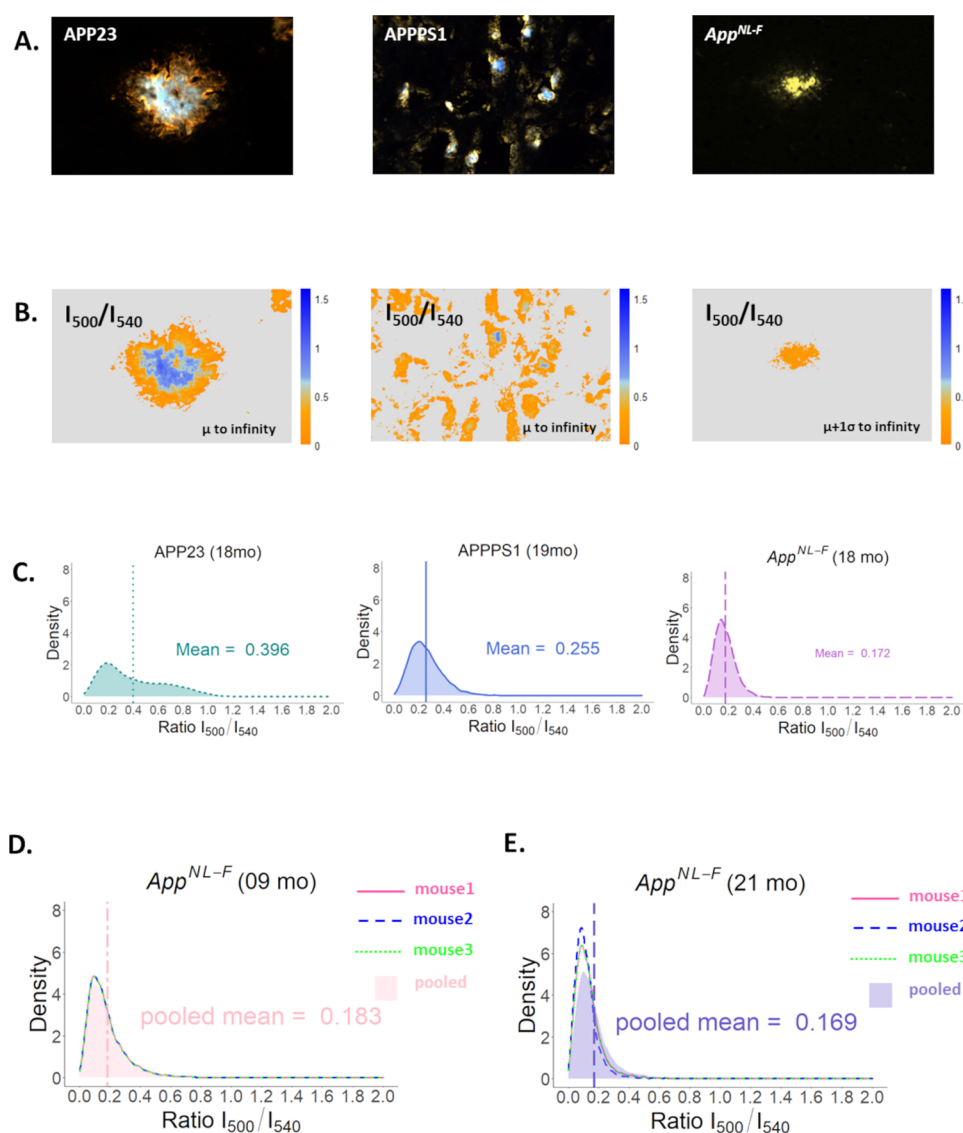 A.
APP23
APPPS1
App^NL-F
B.
I500/I540
μ to infinity
1.5
1
0.5
0
I500/I540
μ to infinity
1.5
1
0.5
0
I500/I540
μ+1σ to infinity
1.5
1
0.5
0
C.
APP23 (18mo)
Density
8
6
4
2
0
Mean = 0.396
0.0 0.2 0.4 0.6 0.8 1.0 1.2 1.4 1.6 1.8 2.0
Ratio I500/I540
APPPS1 (19mo)
Density
8
6
4
2
0
Mean = 0.255
0.0 0.2 0.4 0.6 0.8 1.0 1.2 1.4 1.6 1.8 2.0
Ratio I500/I540
App^NL-F (18 mo)
Density
8
6
4
2
0
Mean = 0.172
0.0 0.2 0.4 0.6 0.8 1.0 1.2 1.4 1.6 1.8 2.0
Ratio I500/I540
D.
App^NL-F (09 mo)
mouse1
mouse2
mouse3
pooled
Density
8
6
4
2
0
pooled mean = 0.183
0.0 0.2 0.4 0.6 0.8 1.0 1.2 1.4 1.6 1.8 2.0
Ratio I500/I540
E.
App^NL-F (21 mo)
mouse1
mouse2
mouse3
pooled
Density
8
6
4
2
0
pooled mean = 0.169
0.0 0.2 0.4 0.6 0.8 1.0 1.2 1.4 1.6 1.8 2.0
Ratio I500/I540